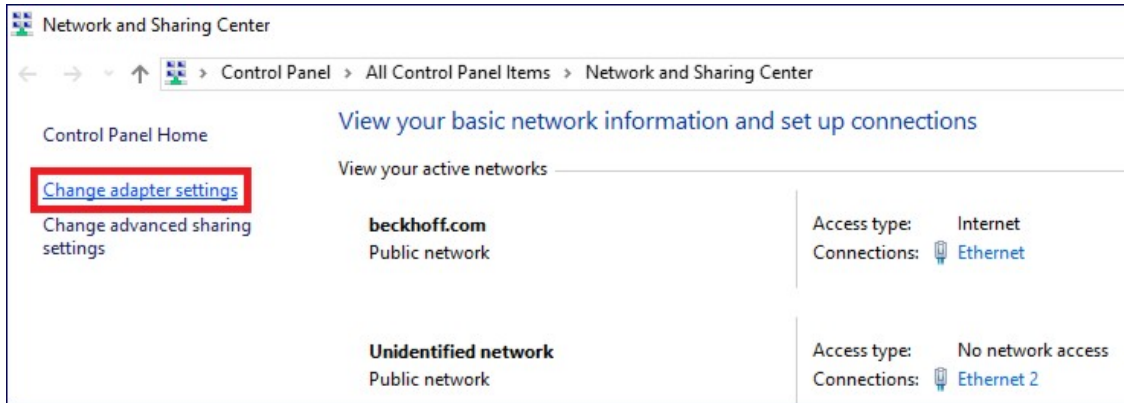 Network and Sharing Center
Control Panel > All Control Panel Items > Network and Sharing Center
Control Panel Home
Change adapter settings
Change advanced sharing
settings
View your basic network information and set up connections
View your active networks
beckhoff.com
Public network
Access type: Internet
Connections: Ethernet
Unidentified network
Public network
Access type: No network access
Connections: Ethernet 2